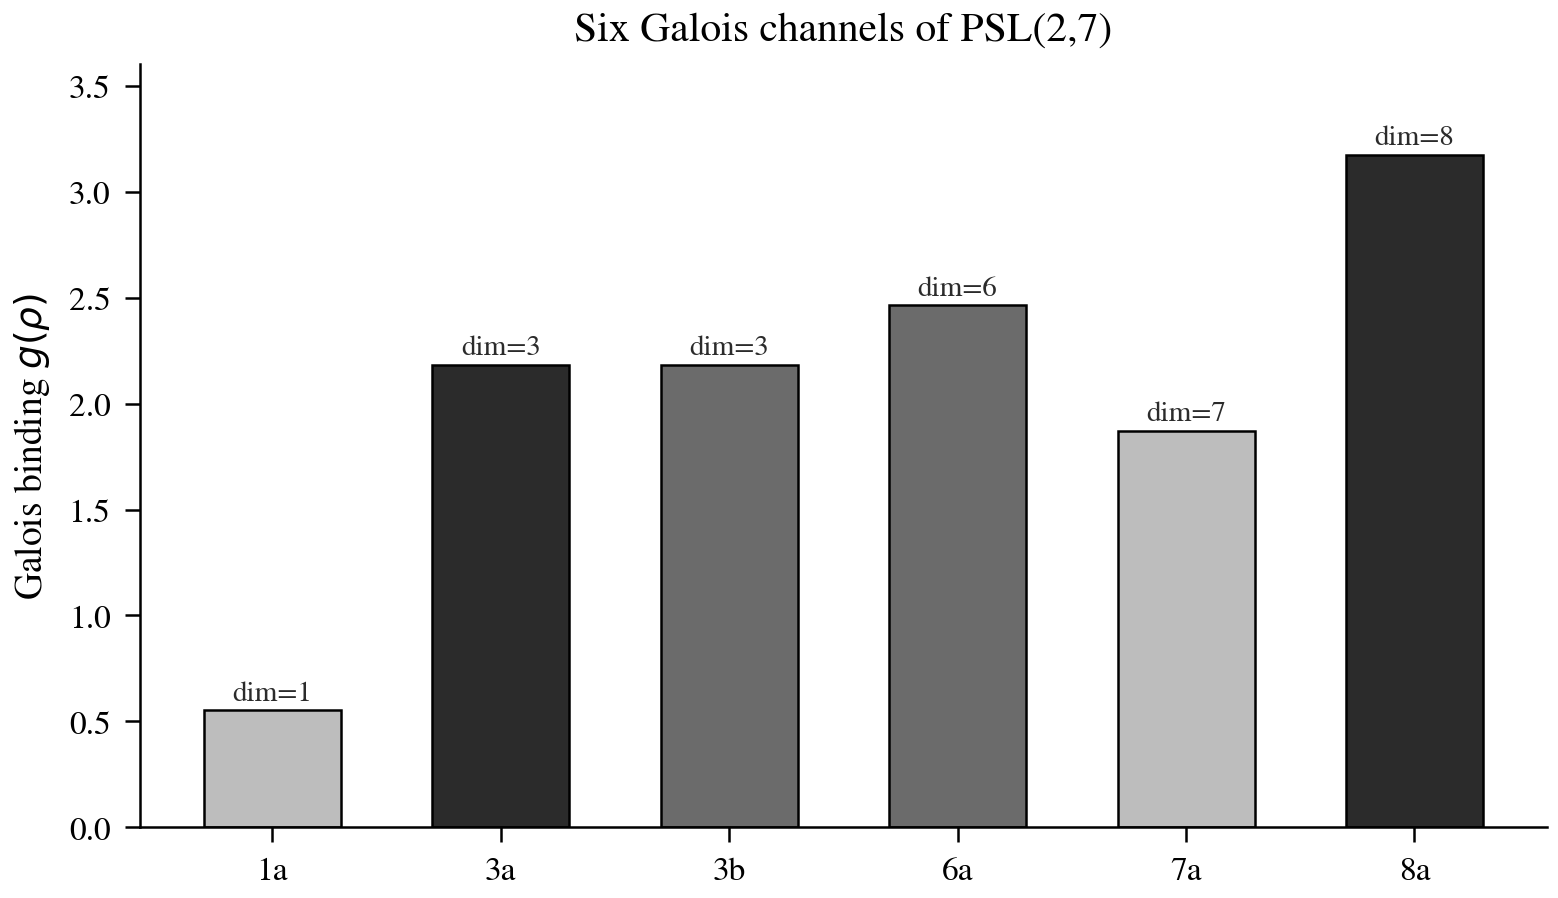 Six Galois channels of PSL(2,7)
Galois binding g(ρ)
3.5
3.0
2.5
2.0
1.5
1.0
0.5
0.0
dim=1
dim=3
dim=3
dim=6
dim=7
dim=8
1a
3a
3b
6a
7a
8a